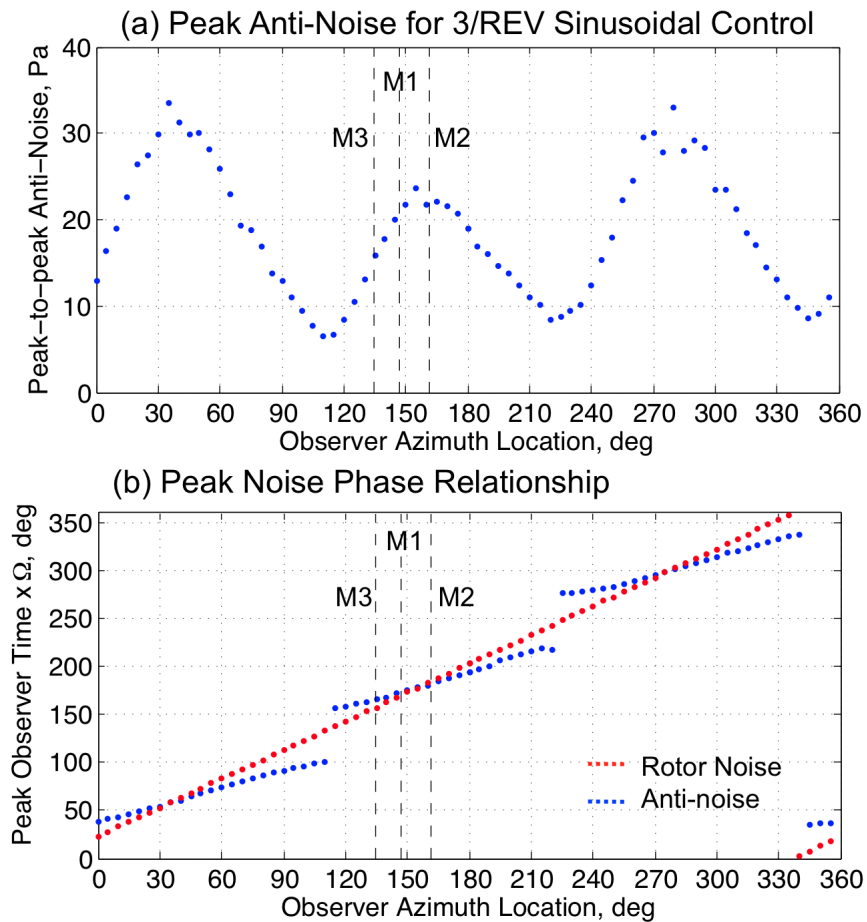 (a) Peak Anti-Noise for 3/REV Sinusoidal Control
Peak-to-peak Anti-Noise, Pa
40
30
20
10
0
M1
M3
M2
0 30 60 90 120 150 180 210 240 270 300 330 360
Observer Azimuth Location, deg
(b) Peak Noise Phase Relationship
Peak Observer Time x Ω, deg
350
300
250
200
150
100
50
0
M1
M3
M2
Rotor Noise
Anti-noise
0 30 60 90 120 150 180 210 240 270 300 330 360
Observer Azimuth Location, deg